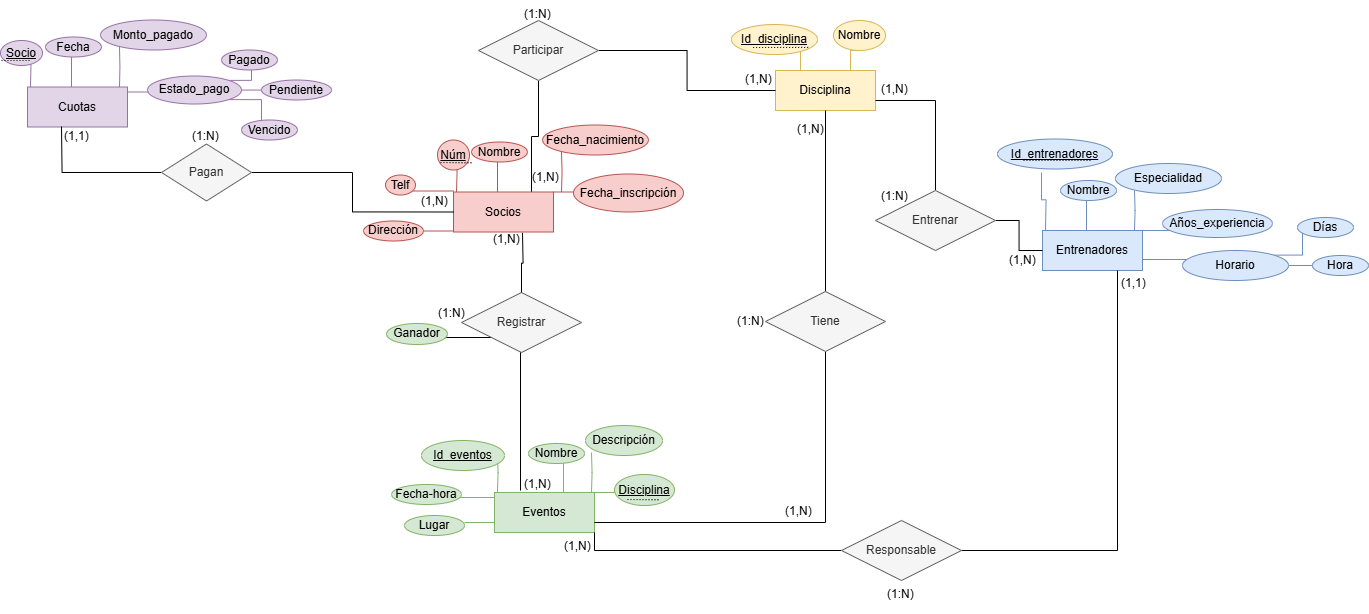 (1:N)
Participar
Socio
Fecha
Monto_pagado
Estado_pago
Pagado
Pendiente
Vencido
Cuotas
(1,1)
(1:N)
Pagan
Id_disciplina
Nombre
(1,N)
Disciplina
(1,N)
(1,N)
Núm
Nombre
Fecha_nacimiento
(1,N)
Telf
Fecha_inscripción
(1,N)
Socios
Dirección
(1,N)
Id_entrenadores
Nombre
Especialidad
Años_experiencia
Días
Horario
Hora
(1:N)
Entrenar
(1,N)
Entrenadores
(1,1)
(1:N)
Registrar
Ganador
(1:N)
Tiene
Id_eventos
Nombre
Descripción
Fecha-hora
(1,N)
Disciplina
Lugar
Eventos
(1,N)
(1,N)
Responsable
(1:N)